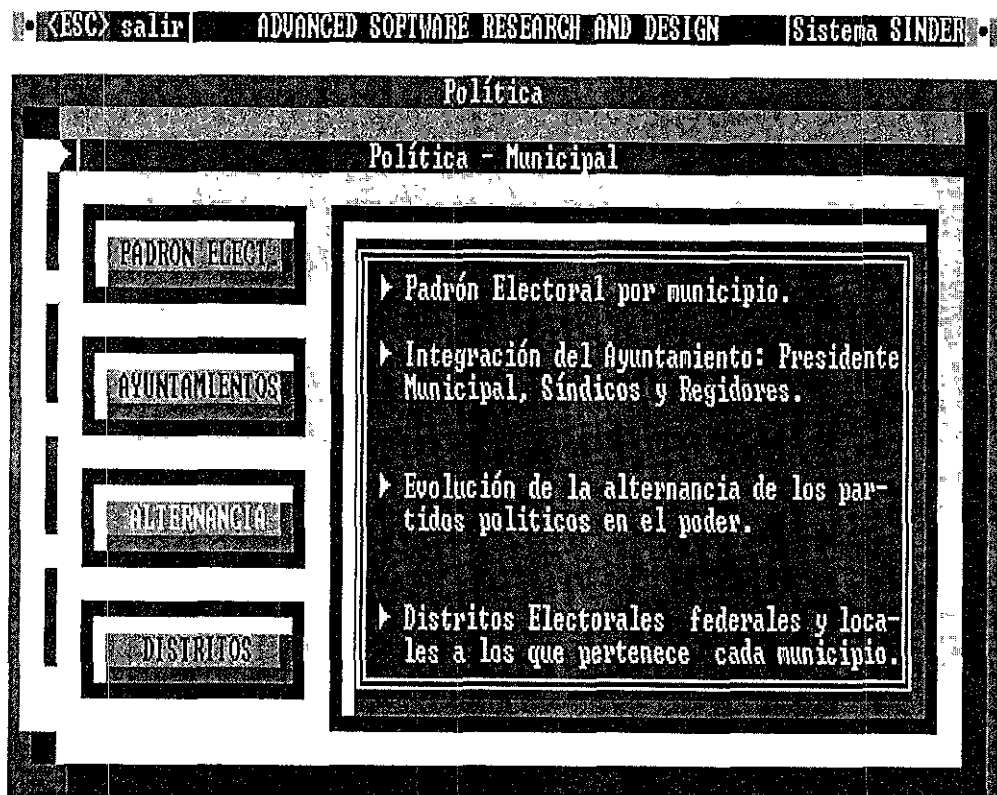 <ESC> salir ADVANCED SOPTWARE RESEARCH AND DESIGN Sistema SINDER
Política
Política - Municipal
PADRON ELECT.
AYUNTAMIENTOS
ALTERNANCIA
DISTRITOS
Padrón Electoral por municipio.
Integración del Ayuntamiento: Presidente
Municipal, Síndicos y Regidores.
Evolución de la alternancia de los par-
tidos politicos en el poder.
Distritos Electorales federales y loca-
les a los que pertenece cada municipio.